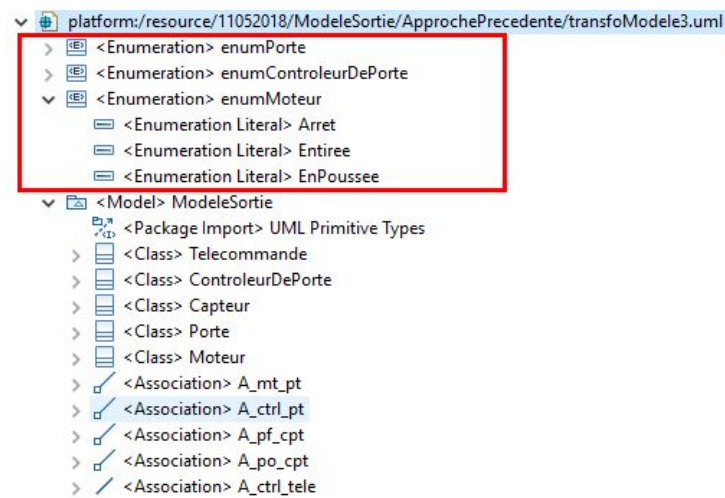 platform:/resource/11052018/ModeleSortie/ApprochePrecedente/transfoModele3.uml
<Enumeration> enumPorte
<Enumeration> enumControleurDePorte
<Enumeration> enumMoteur
<Enumeration Literal> Arret
<Enumeration Literal> Entiree
<Enumeration Literal> EnPoussee
<Model> ModeleSortie
<Package Import> UML Primitive Types
<Class> Telecommande
<Class> ControleurDePorte
<Class> Capteur
<Class> Porte
<Class> Moteur
<Association> A_mt_pt
<Association> A_ctrl_pt
<Association> A_pf_cpt
<Association> A_po_cpt
<Association> A_ctrl_tele